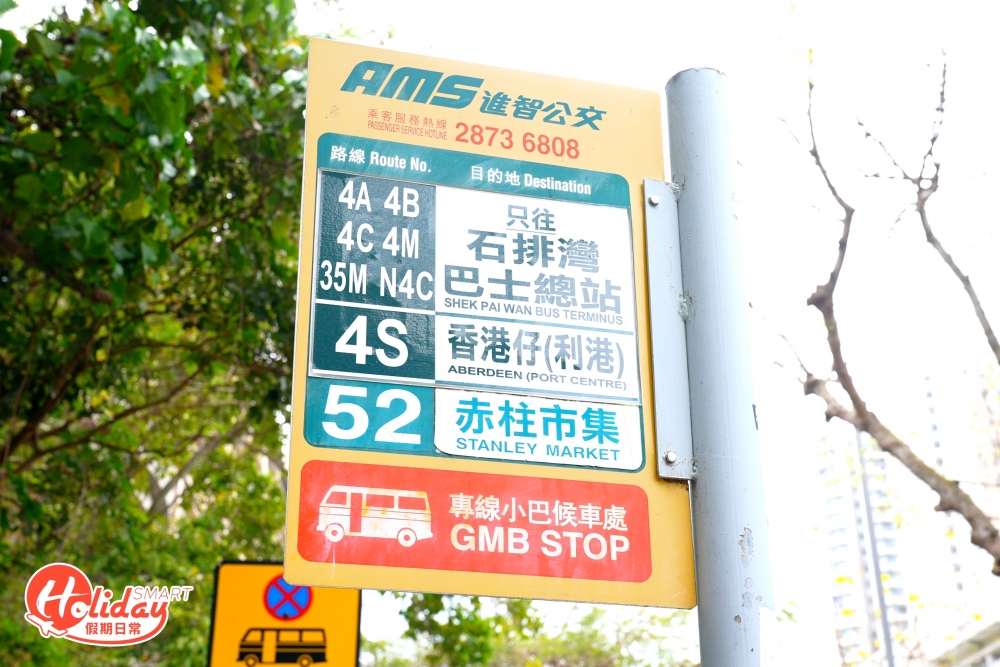 AMS 進智公交
乘客服務熱線
PASSENGER SERVICE HOTLINE 2873 6808
路線 Route No. 目的地 Destination
4A 4B
4C 4M
35M N4C
只往
石排灣
巴士總站
SHEK PAI WAN BUS TERMINUS
4S
香港仔(利港)
ABERDEEN (PORT CENTRE)
52
赤柱市集
STANLEY MARKET
專線小巴候車處
GMB STOP
Holiday SMART
假期日常